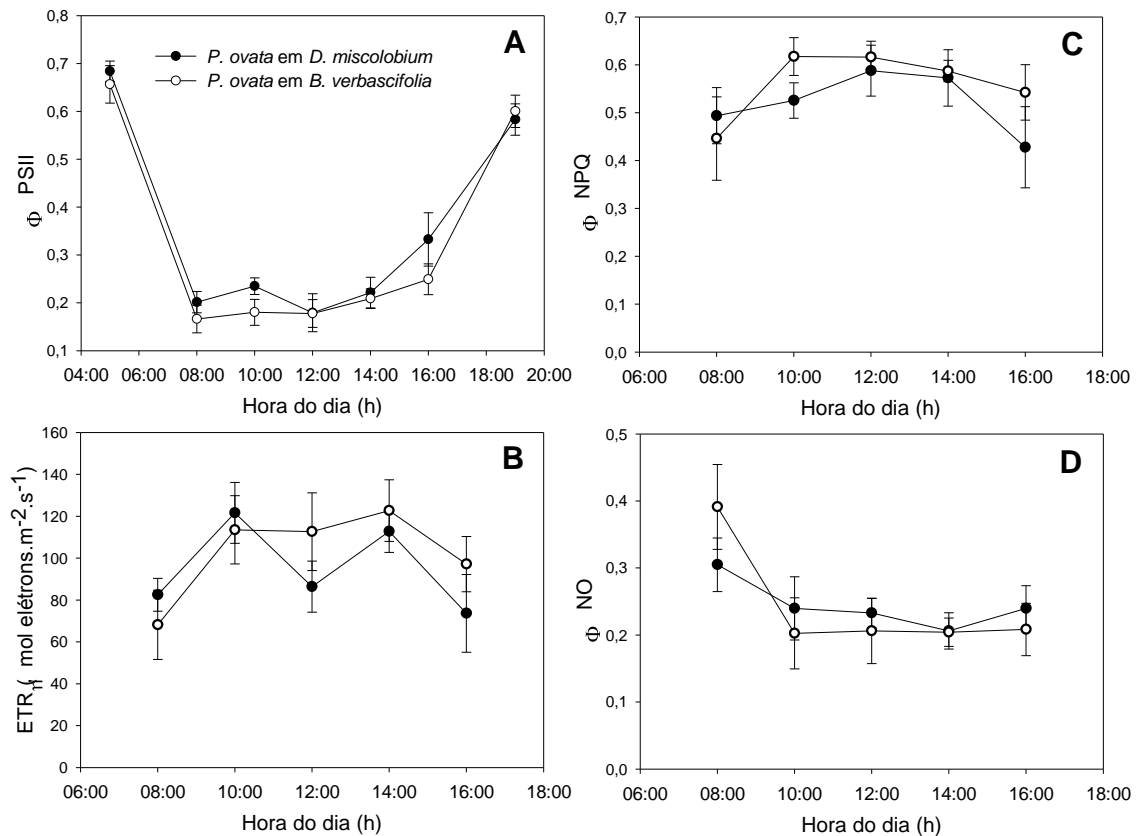 A
0,8
0,7
0,6
0,5
0,4
0,3
0,2
0,1
Φ PSII
P. ovata em D. miscolobium
P. ovata em B. verbascifolia
04:00 06:00 08:00 10:00 12:00 14:00 16:00 18:00 20:00
Hora do dia (h)
C
0,7
0,6
0,5
0,4
0,3
0,2
0,1
0,0
Φ NPQ
06:00 08:00 10:00 12:00 14:00 16:00 18:00
Hora do dia (h)
B
160
140
120
100
80
60
40
20
0
mol elétrons.m-2.s-1)
ETR
06:00 08:00 10:00 12:00 14:00 16:00 18:00
Hora do dia (h)
D
0,5
0,4
0,3
0,2
0,1
0,0
Φ NO
06:00 08:00 10:00 12:00 14:00 16:00 18:00
Hora do dia (h)